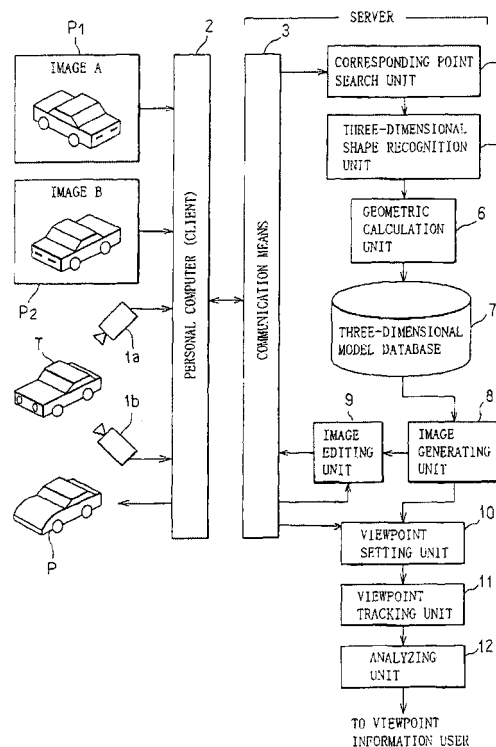 SERVER
P1
2
3
IMAGE A
CORRESPONDING POINT
SEARCH UNIT
THREE-DIMENSIONAL
SHAPE RECOGNITION
UNIT
IMAGE B
6
GEOMETRIC
CALCULATION
UNIT
P2
PERSONAL COMPUTER (CLIENT)
COMMUNICATION MEANS
7
THREE-DIMENSIONAL
MODEL DATABASE
1a
T
1b
9
8
IMAGE
EDITING
UNIT
IMAGE
GENERATING
UNIT
P
10
VIEWPOINT
SETTING UNIT
11
VIEWPOINT
TRACKING UNIT
12
ANALYZING
UNIT
TO VIEWPOINT
INFORMATION USER